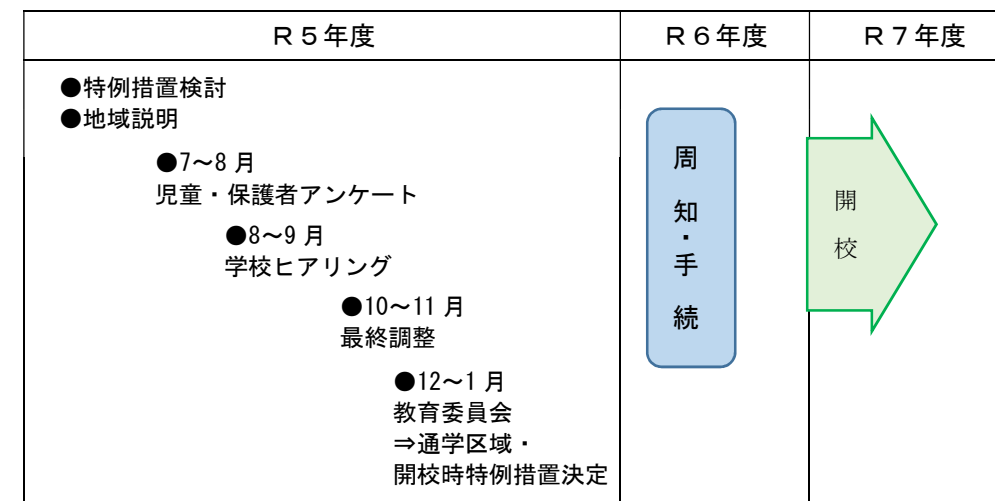 R5年度
R6年度
R7年度
●特例措置検討
●地域説明
●7～8月
児童・保護者アンケート
●8～9月
学校ヒアリング
●10～11月
最終調整
●12～1月
教育委員会
⇒通学区域・
開校時特例措置決定
周知・手続
開校